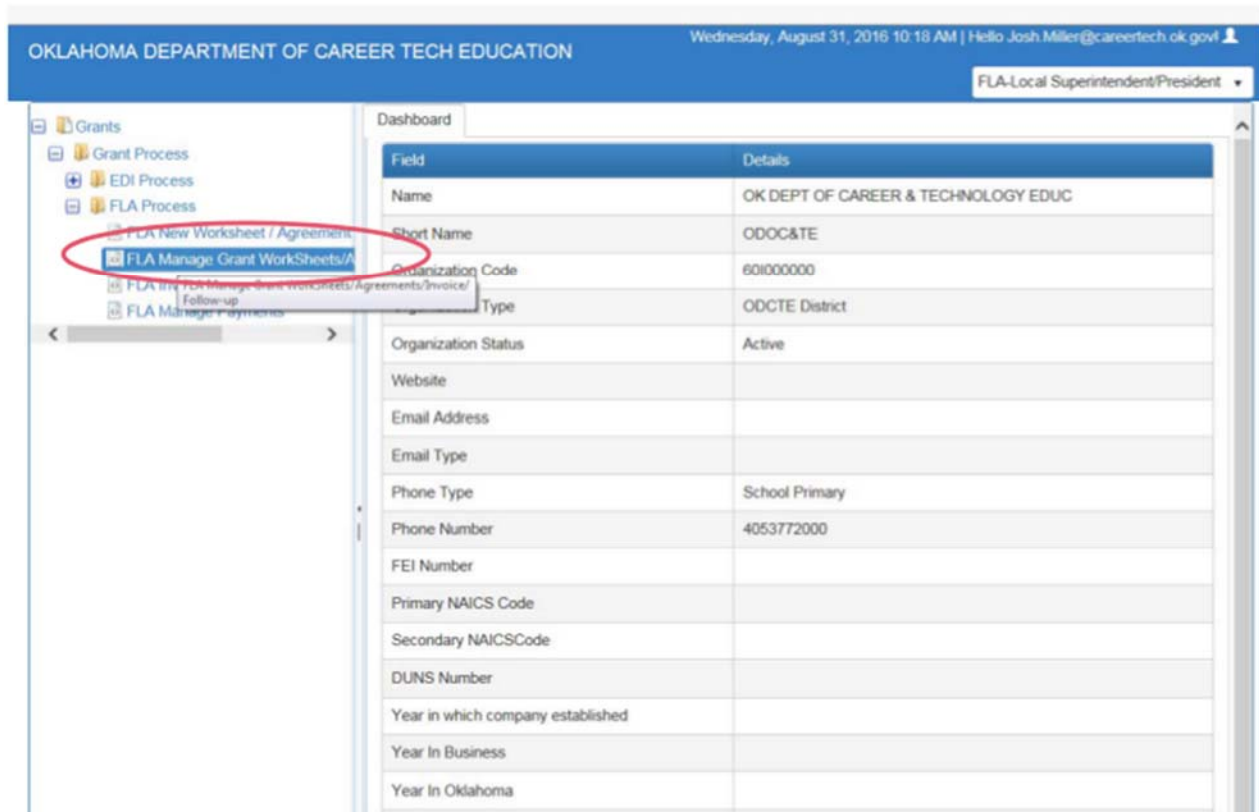 OKLAHOMA DEPARTMENT OF CAREER TECH EDUCATION
Wednesday, August 31, 2016 10:18 AM | Hello Josh.Miller@careertech.ok.gov!
FLA-Local Superintendent/President
Grants
Grant Process
EDI Process
FLA Process
FLA New Worksheet / Agreement
FLA Manage Grant WorkSheets/A
FLA Inv
FLA Manage Grant WorkSheets/Agreements/Invoice/
Follow-up
FLA Manage Payments
Dashboard
Field Details
Name OK DEPT OF CAREER & TECHNOLOGY EDUC
Short Name ODOC&TE
Organization Code 60I000000
Organization Type ODCTE District
Organization Status Active
Website
Email Address
Email Type
Phone Type School Primary
Phone Number 4053772000
FEI Number
Primary NAICS Code
Secondary NAICSCode
DUNS Number
Year in which company established
Year In Business
Year In Oklahoma